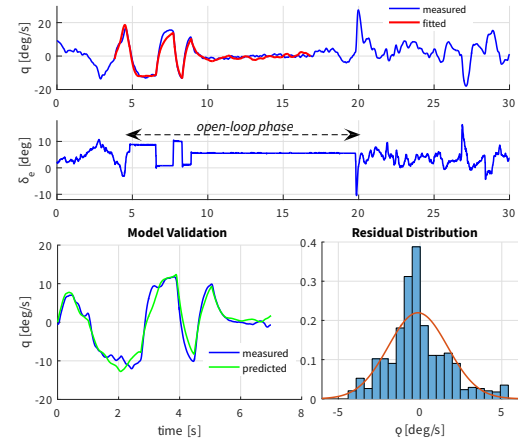 20
0
-20
q [deg/s]
measured
fitted
0 5 10 15 20 25 30
10
0
-10
δe [deg]
open-loop phase
0 5 10 15 20 25 30
Model Validation
20
10
0
-10
-20
q [deg/s]
measured
predicted
0 2 4 6 8
time [s]
Residual Distribution
0.4
0.3
0.2
0.1
0
-5 0 5
ϱ [deg/s]